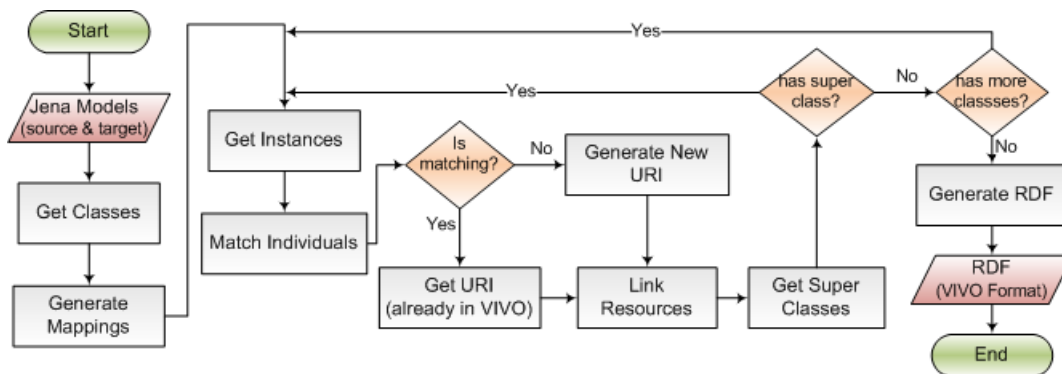 Start
Jena Models
(source & target)
Get Classes
Generate
Mappings
Get Instances
Match Individuals
Is
matching?
Yes
No
Get URI
(already in VIVO)
Generate New
URI
Link
Resources
Get Super
Classes
has super
class?
Yes
No
has more
classses?
Yes
No
Generate RDF
RDF
(VIVO Format)
End